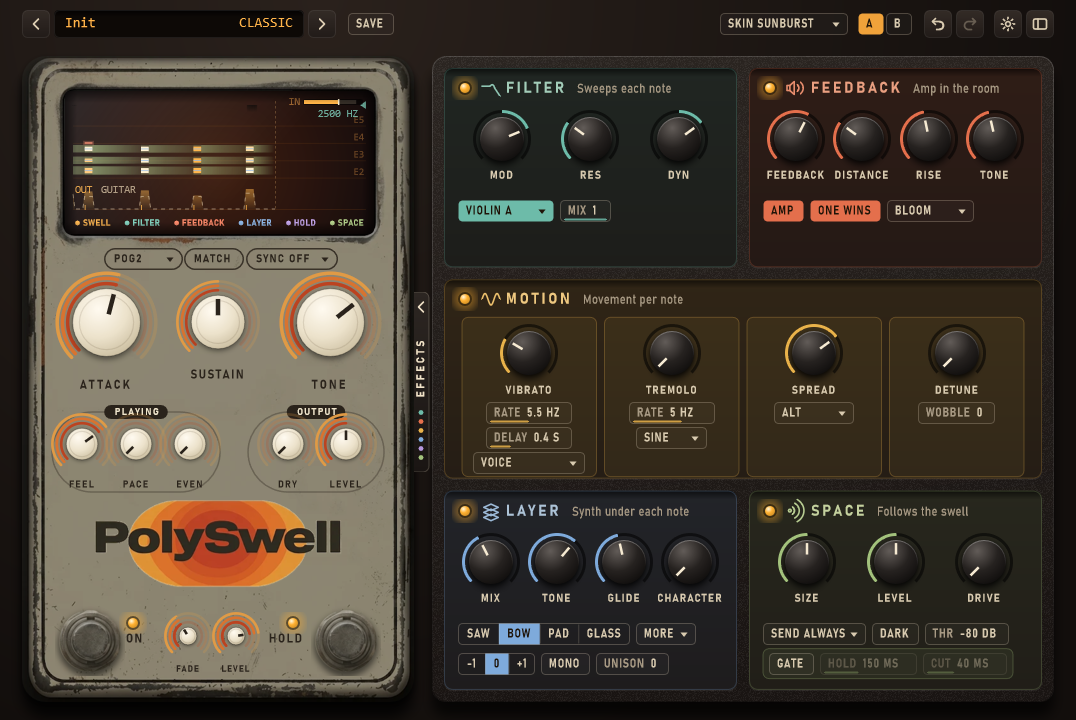 Init CLASSIC SAVE SKIN SUNBURST A B
IN
2500 HZ
E5
E4
E3
E2
OUT GUITAR
SWELL FILTER FEEDBACK LAYER HOLD SPACE
POG2 MATCH SYNC OFF
ATTACK SUSTAIN TONE
PLAYING OUTPUT
FEEL PACE EVEN DRY LEVEL
PolySwell
ON HOLD
FADE LEVEL
EFFECTS
FILTER Sweeps each note
MOD RES DYN
VIOLIN A MIX 1
FEEDBACK Amp in the room
FEEDBACK DISTANCE RISE TONE
AMP ONE WINS BLOOM
MOTION Movement per note
VIBRATO TREMOLO SPREAD DETUNE
RATE 5.5 HZ RATE 5 HZ ALT WOBBLE 0
DELAY 0.4 S SINE
VOICE
LAYER Synth under each note
MIX TONE GLIDE CHARACTER
SAW BOW PAD GLASS MORE
-1 0 +1 MONO UNISON 0
SPACE Follows the swell
SIZE LEVEL DRIVE
SEND ALWAYS DARK THR -80 DB
GATE HOLD 150 MS CUT 40 MS